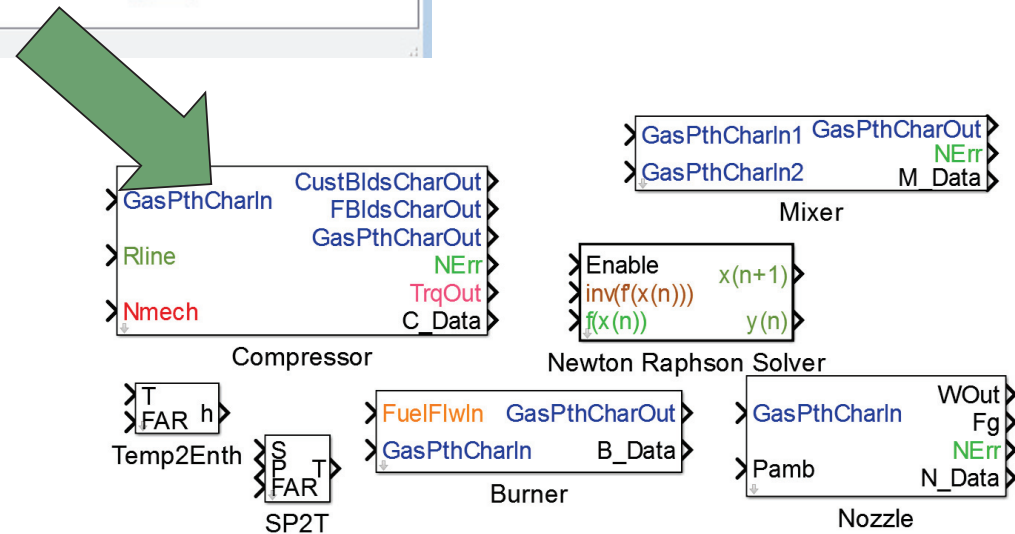 GasPthCharIn1 GasPthCharOut
NErr
GasPthCharIn2
M_Data
Mixer
GasPthCharIn
CustBldsCharOut
FBldsCharOut
GasPthCharOut
Rline
NErr
TrqOut
Nmech
C_Data
Compressor
Enable
x(n+1)
inv(f'(x(n)))
f(x(n))
y(n)
Newton Raphson Solver
T
FAR h
Temp2Enth
S
P T
FAR
SP2T
FuelFlwIn GasPthCharOut
GasPthCharIn B_Data
Burner
WOut
GasPthCharIn
Fg
NErr
Pamb
N_Data
Nozzle